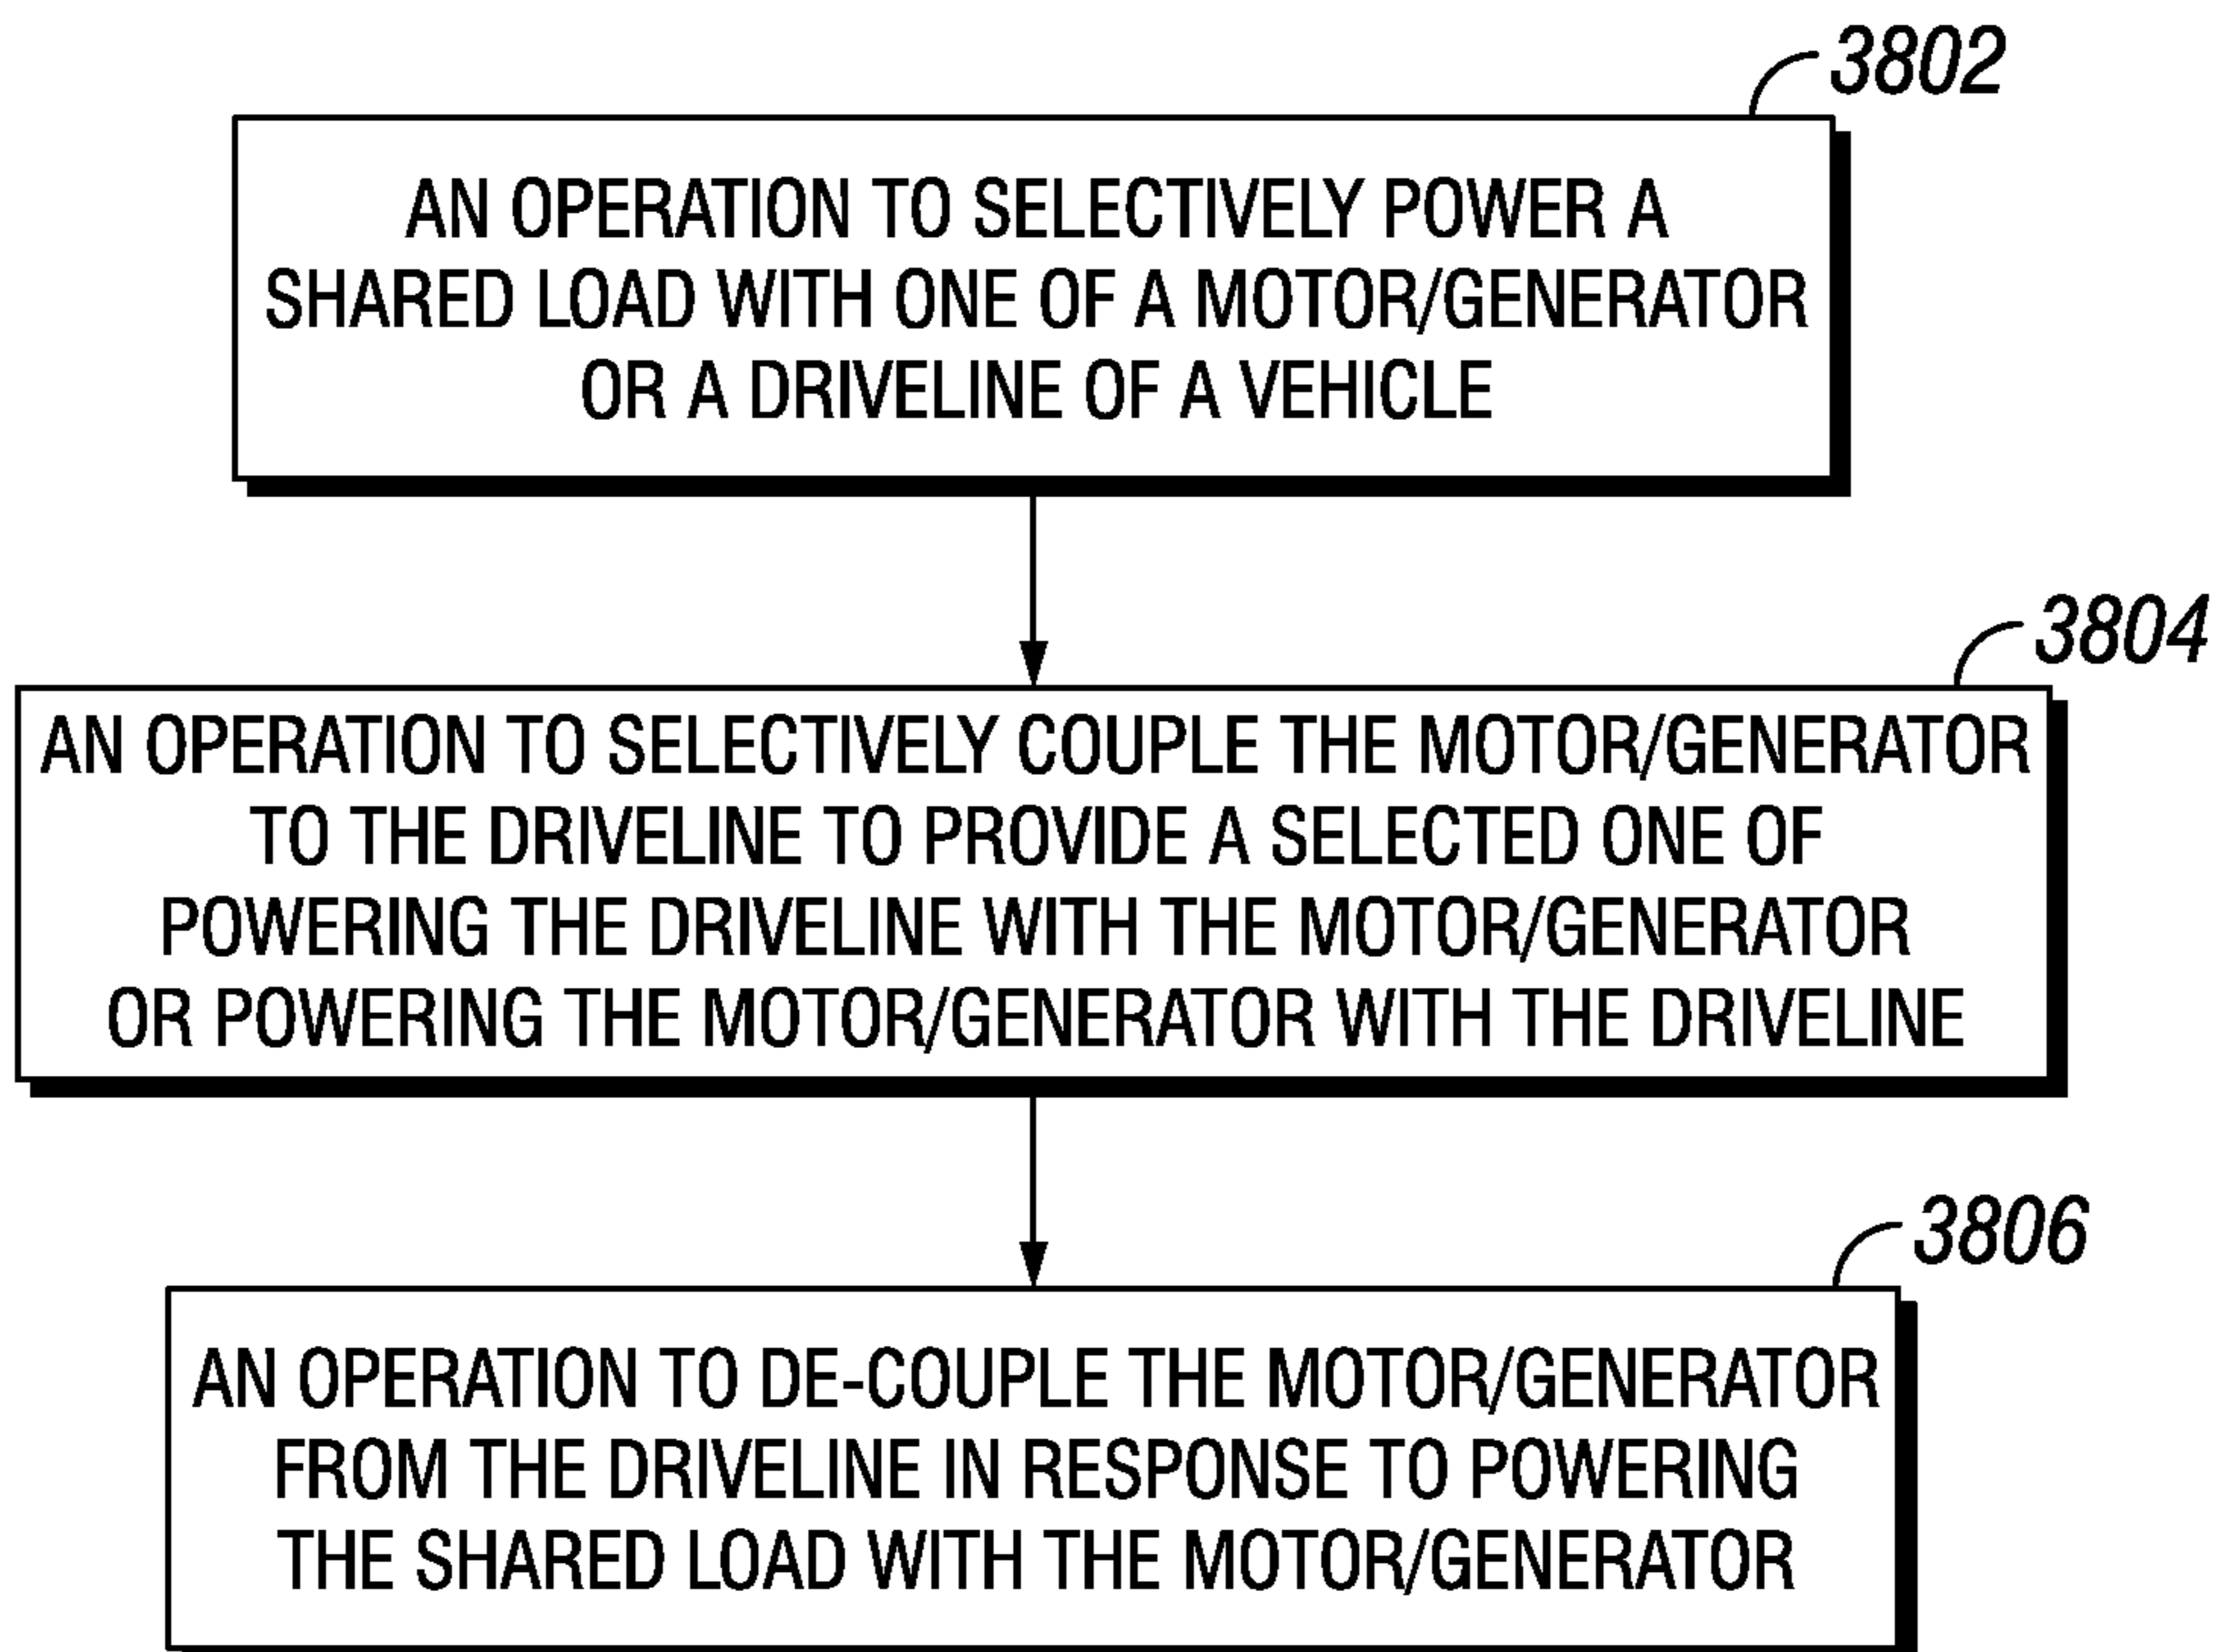 3802
AN OPERATION TO SELECTIVELY POWER A
SHARED LOAD WITH ONE OF A MOTOR/GENERATOR
OR A DRIVELINE OF A VEHICLE
3804
AN OPERATION TO SELECTIVELY COUPLE THE MOTOR/GENERATOR
TO THE DRIVELINE TO PROVIDE A SELECTED ONE OF
POWERING THE DRIVELINE WITH THE MOTOR/GENERATOR
OR POWERING THE MOTOR/GENERATOR WITH THE DRIVELINE
3806
AN OPERATION TO DE-COUPLE THE MOTOR/GENERATOR
FROM THE DRIVELINE IN RESPONSE TO POWERING
THE SHARED LOAD WITH THE MOTOR/GENERATOR